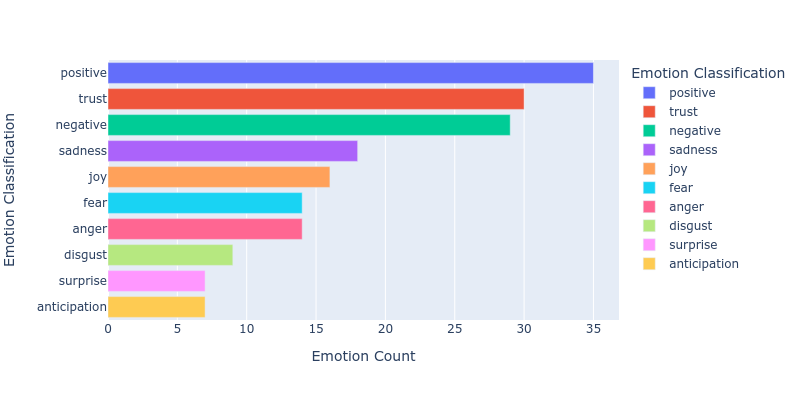 Emotion Classification
positive
trust
negative
sadness
joy
fear
anger
disgust
surprise
anticipation
0 5 10 15 20 25 30 35
Emotion Count
Emotion Classification
positive
trust
negative
sadness
joy
fear
anger
disgust
surprise
anticipation